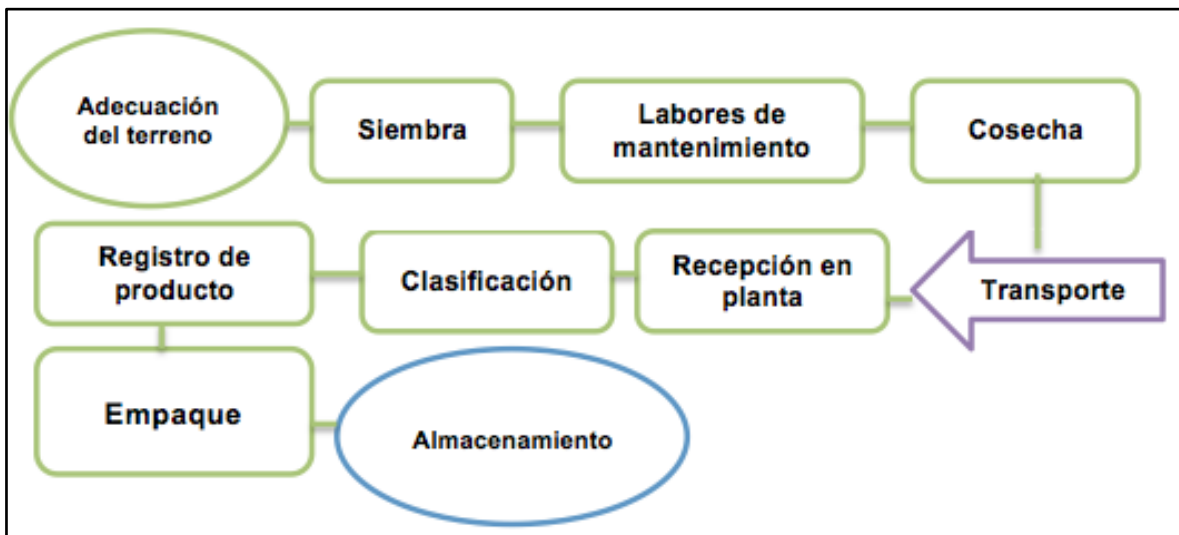 Adecuación
del terreno
Siembra
Labores de
mantenimiento
Cosecha
Transporte
Recepción en
planta
Clasificación
Registro de
producto
Empaque
Almacenamiento